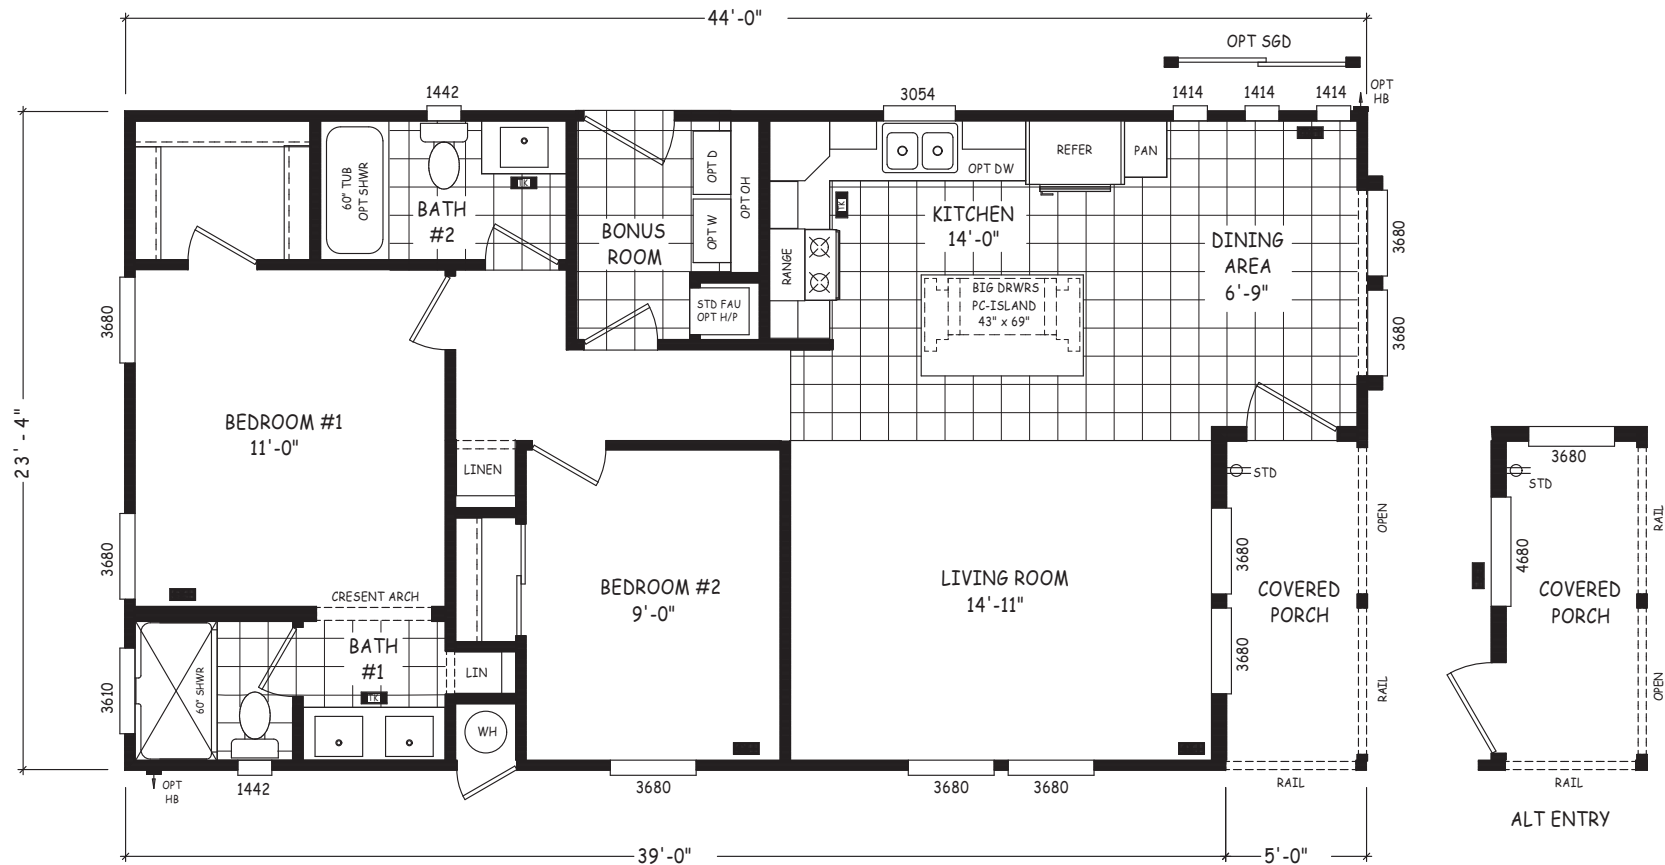 44'-0"
OPT SGD
1442
3054
1414
1414
1414
OPT
HB
60" TUB
OPT SHWR
TK
BATH
#2
BONUS
ROOM
OPT D
OPT W
OPT OH
STD FAU
OPT H/P
REFER
PAN
OPT DW
TK
KITCHEN
14'-0"
RANGE
BIG DRWRS
PC-ISLAND
43" x 69"
DINING
AREA
6'-9"
3680
3680
3680
23'-4"
BEDROOM #1
11'-0"
LINEN
3680
CRESENT ARCH
BATH
#1
TK
60" SHWR
3610
LIN
WH
BEDROOM #2
9'-0"
LIVING ROOM
14'-11"
STD
3680
3680
COVERED
PORCH
OPEN
RAIL
RAIL
3680
STD
4680
COVERED
PORCH
RAIL
OPEN
RAIL
ALT ENTRY
OPT
HB
1442
3680
3680
3680
39'-0"
5'-0"